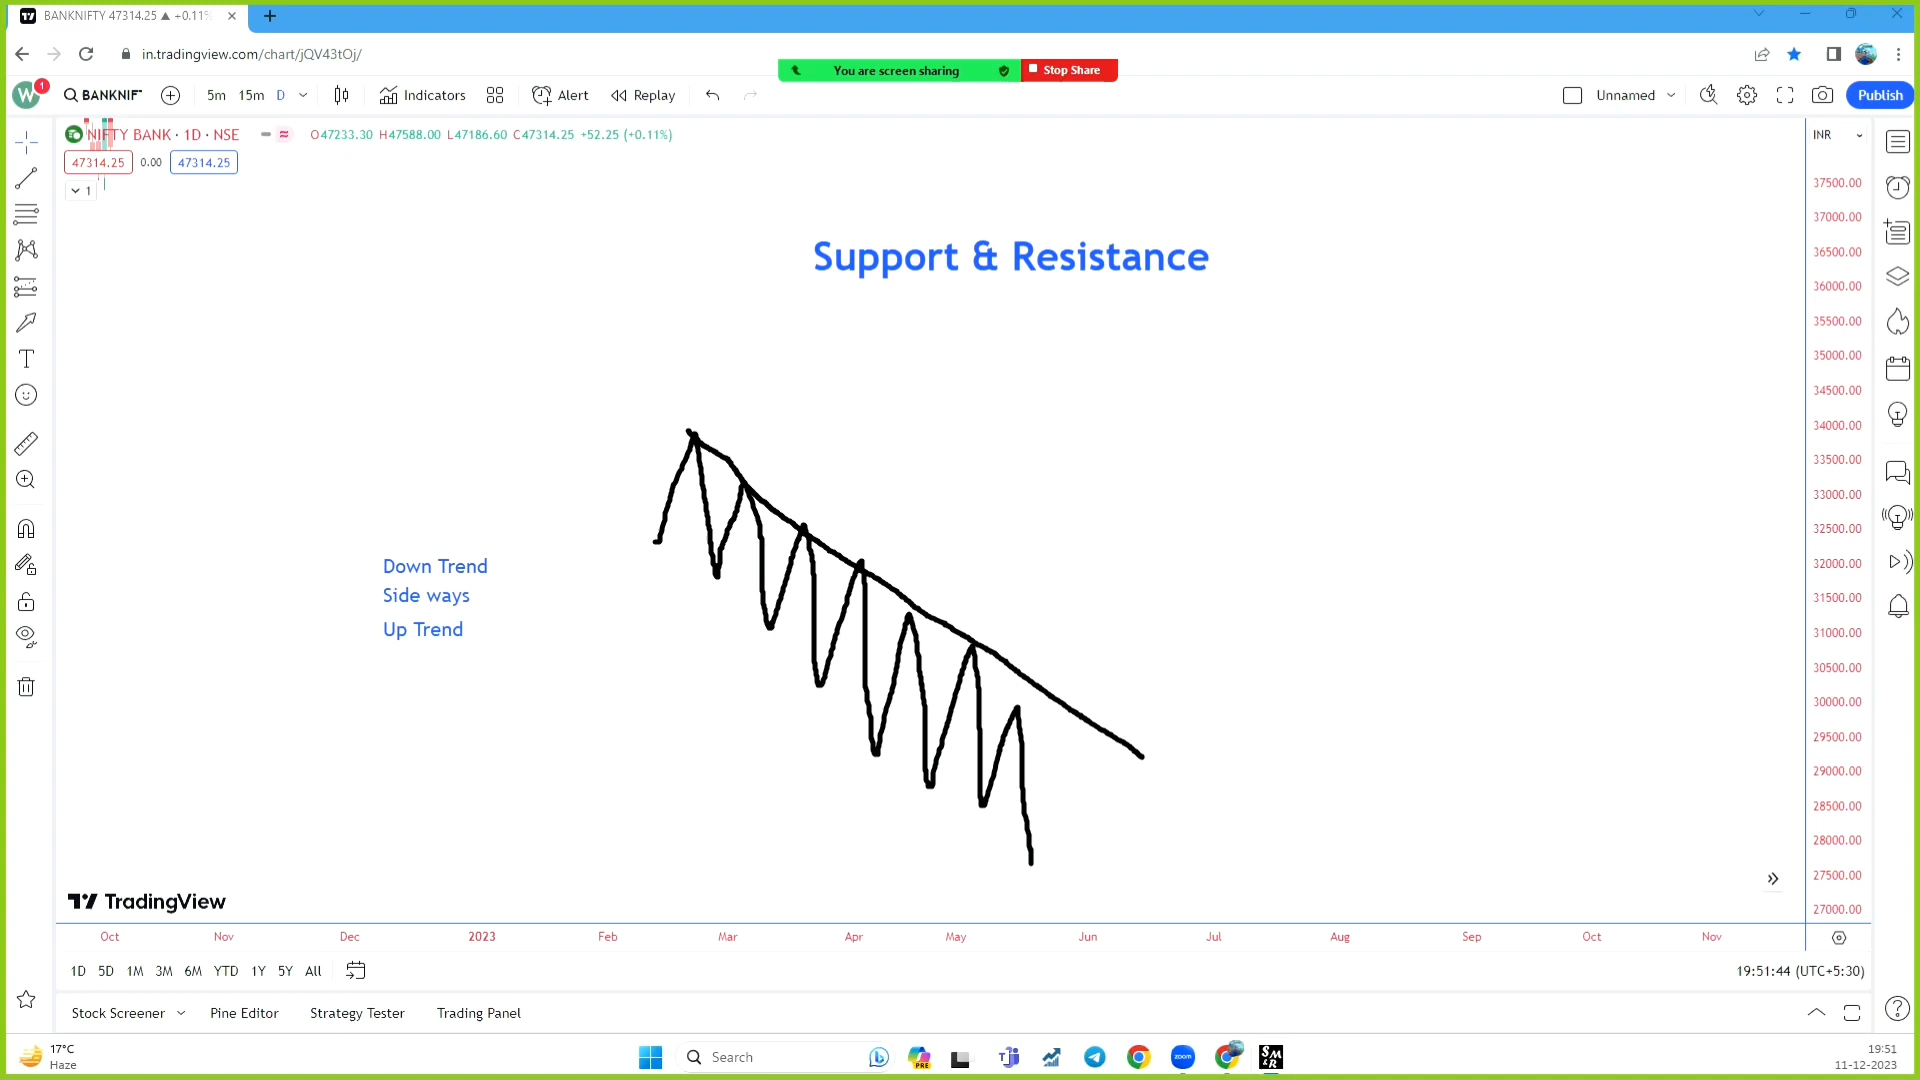 BANKNIFTY 47314.25 ▲ +0.11%
in.tradingview.com/chart/jQV43tOj/
You are screen sharing
Stop Share
W 1
BANKNIF
5m 15m D
Indicators
Alert
Replay
Unnamed
Publish
NIFTY BANK · 1D · NSE
O47233.30 H47588.00 L47186.60 C47314.25 +52.25 (+0.11%)
INR
47314.25 0.00 47314.25
1
Support & Resistance
Down Trend
Side ways
Up Trend
37500.00
37000.00
36500.00
36000.00
35500.00
35000.00
34500.00
34000.00
33500.00
33000.00
32500.00
32000.00
31500.00
31000.00
30500.00
30000.00
29500.00
29000.00
28500.00
28000.00
27500.00
27000.00
TradingView
Oct Nov Dec 2023 Feb Mar Apr May Jun Jul Aug Sep Oct Nov
1D 5D 1M 3M 6M YTD 1Y 5Y All
19:51:44 (UTC+5:30)
Stock Screener Pine Editor Strategy Tester Trading Panel
17°C
Haze
Search
PRE
zoom
SM&R
19:51
11-12-2023